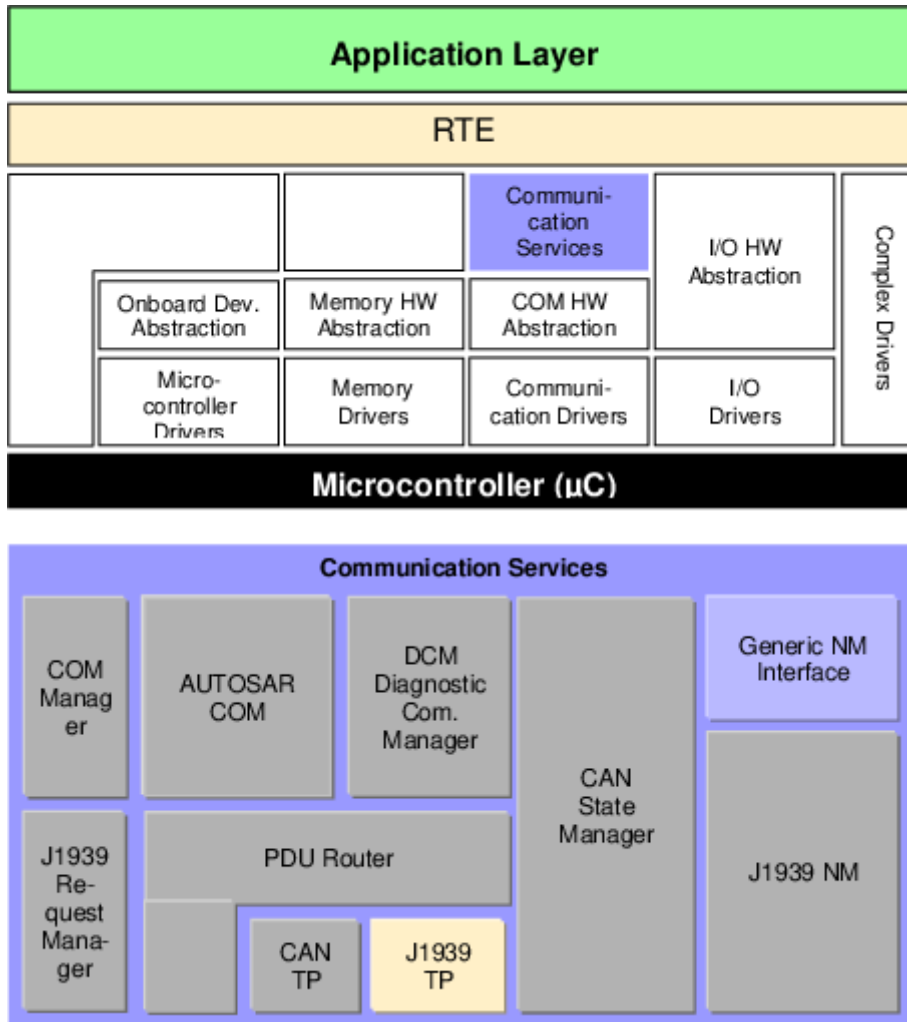 Application Layer
RTE
Communi-
cation
Services
I/O HW
Abstraction
Complex Drivers
Onboard Dev.
Abstraction
Memory HW
Abstraction
COM HW
Abstraction
Micro-
controller
Drivers
Memory
Drivers
Communi-
cation Drivers
I/O
Drivers
Microcontroller (µC)
Communication Services
COM
Manag
er
AUTOSAR
COM
DCM
Diagnostic
Com.
Manager
CAN
State
Manager
Generic NM
Interface
J1939
Re-
quest
Mana-
ger
PDU Router
CAN
TP
J1939
TP
J1939 NM